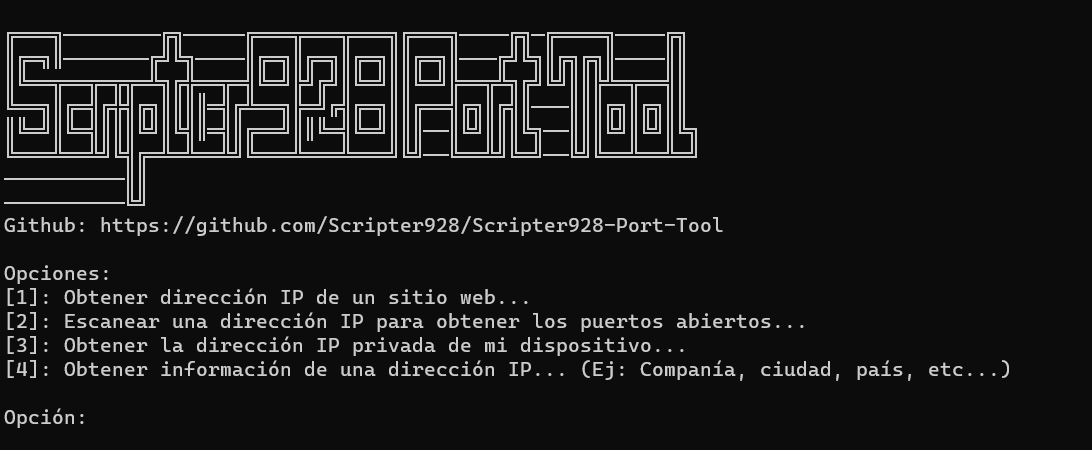 Scripter928 Port Tool
Github: https://github.com/Scripter928/Scripter928-Port-Tool
Opciones:
[1]: Obtener dirección IP de un sitio web...
[2]: Escanear una dirección IP para obtener los puertos abiertos...
[3]: Obtener la dirección IP privada de mi dispositivo...
[4]: Obtener información de una dirección IP... (Ej: Companía, ciudad, país, etc...)
Opción: